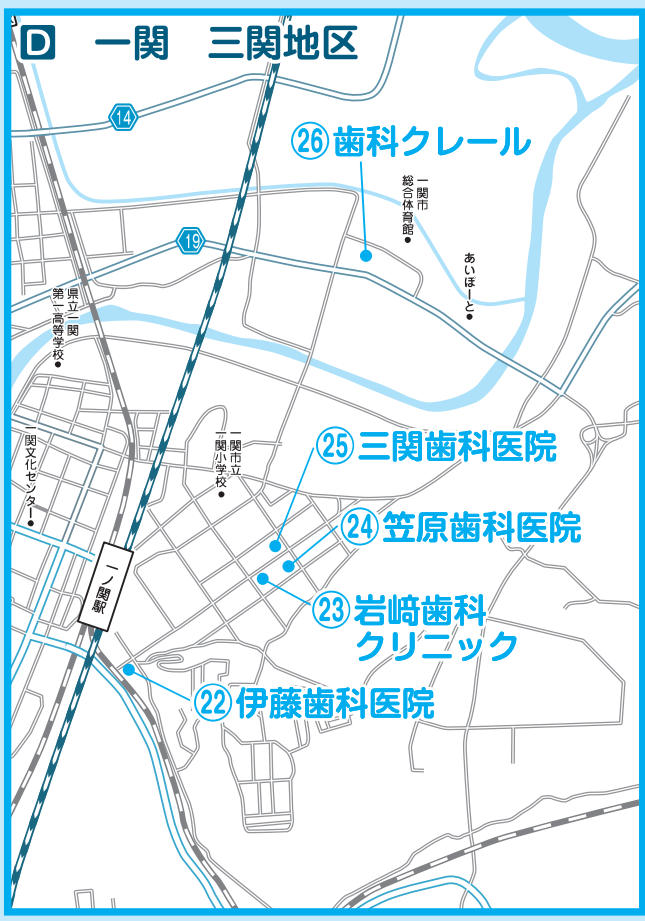 D 一関 三関地区
14
㉖歯科クレール
一関市
総合体育館
19
あいぽーと
県立一関
第一高等学校
一関文化センター
一関市立
一関小学校
㉕三関歯科医院
㉔笠原歯科医院
一ノ関駅
㉓岩﨑歯科
クリニック
㉒伊藤歯科医院